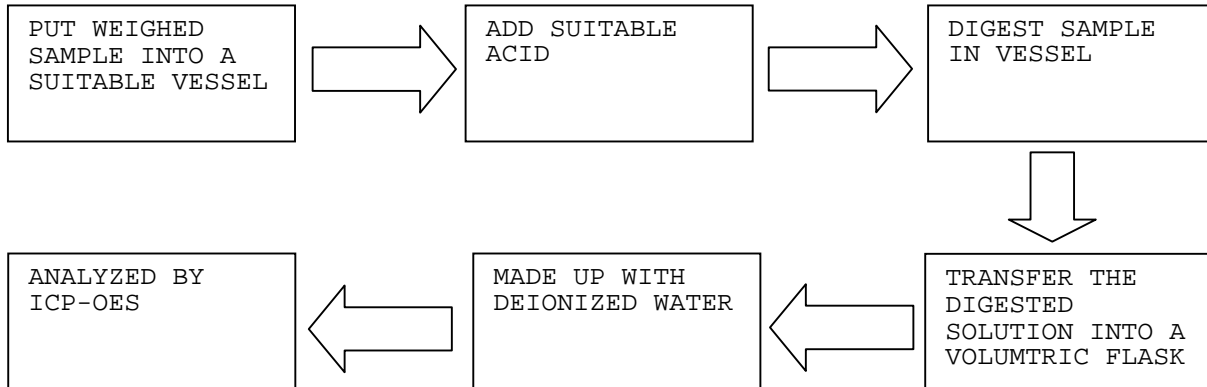 PUT WEIGHED
SAMPLE INTO A
SUITABLE VESSEL
ADD SUITABLE
ACID
DIGEST SAMPLE
IN VESSEL
TRANSFER THE
DIGESTED
SOLUTION INTO A
VOLUMTRIC FLASK
MADE UP WITH
DEIONIZED WATER
ANALYZED BY
ICP-OES